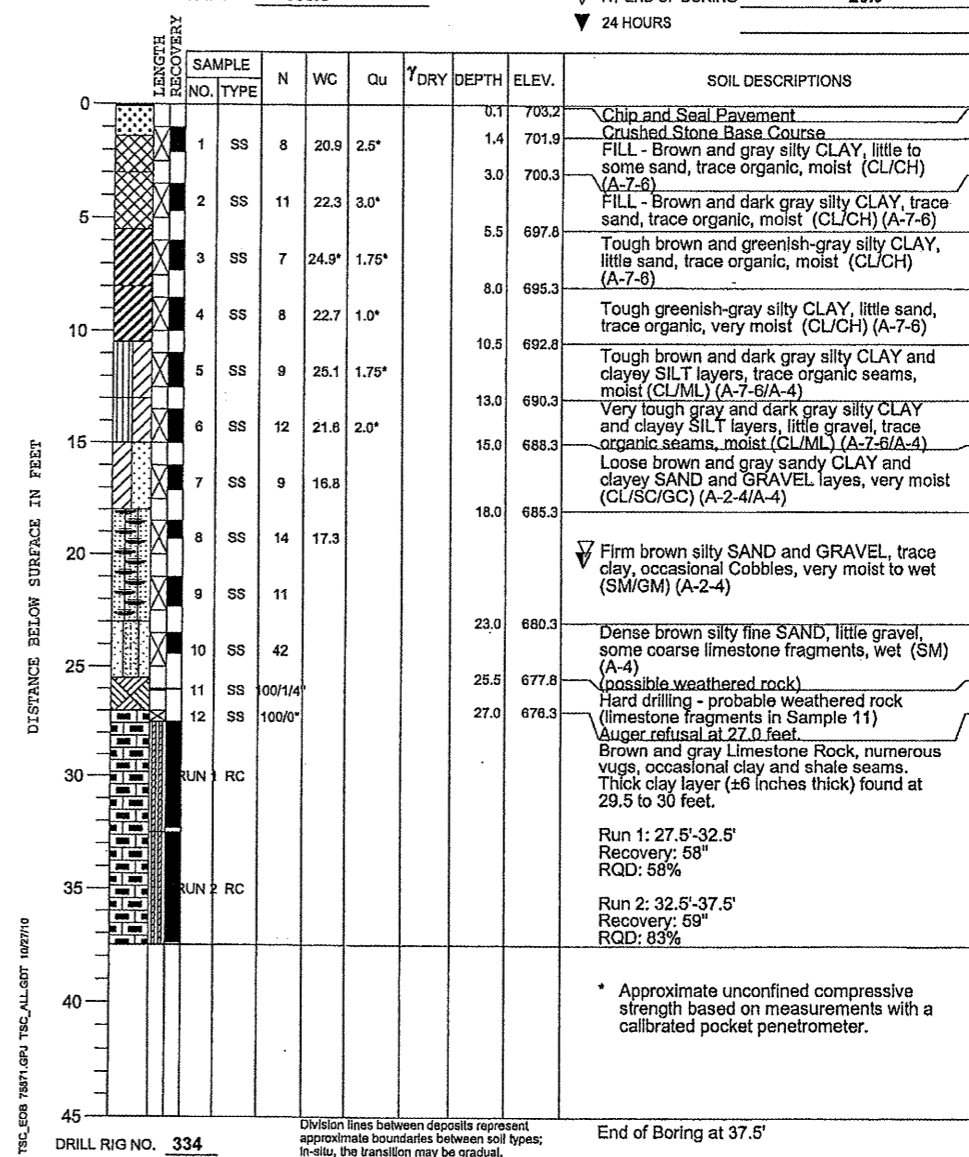 ▼ 24 HOURS
LENGTH
RECOVERY
SAMPLE
NO. TYPE
N
WC
Qu
γDRY
DEPTH
ELEV.
SOIL DESCRIPTIONS
0
0.1 703.2 Chip and Seal Pavement
Crushed Stone Base Course
1.4 701.9
1 SS 8 20.9 2.5*
FILL - Brown and gray silty CLAY, little to
some sand, trace organic, moist (CL/CH)
(A-7-6)
3.0 700.3
2 SS 11 22.3 3.0*
FILL - Brown and dark gray silty CLAY, trace
sand, trace organic, moist (CL/CH) (A-7-6)
5
5.5 697.8
3 SS 7 24.9* 1.75*
Tough brown and greenish-gray silty CLAY,
little sand, trace organic, moist (CL/CH)
(A-7-6)
8.0 695.3
4 SS 8 22.7 1.0*
Tough greenish-gray silty CLAY, little sand,
trace organic, very moist (CL/CH) (A-7-6)
10
10.5 692.8
5 SS 9 25.1 1.75*
Tough brown and dark gray silty CLAY and
clayey SILT layers, trace organic seams,
moist (CL/ML) (A-7-6/A-4)
13.0 690.3
6 SS 12 21.6 2.0*
Very tough gray and dark gray silty CLAY
and clayey SILT layers, little gravel, trace
organic seams, moist (CL/ML) (A-7-6/A-4)
15
15.0 688.3
7 SS 9 16.8
Loose brown and gray sandy CLAY and
clayey SAND and GRAVEL layes, very moist
(CL/SC/GC) (A-2-4/A-4)
18.0 685.3
8 SS 14 17.3
20
Firm brown silty SAND and GRAVEL, trace
clay, occasional Cobbles, very moist to wet
(SM/GM) (A-2-4)
9 SS 11
23.0 680.3
10 SS 42
Dense brown silty fine SAND, little gravel,
some coarse limestone fragments, wet (SM)
(A-4)
(possible weathered rock)
25
25.5 677.8
11 SS 100/1/4"
Hard drilling - probable weathered rock
(limestone fragments in Sample 11)
Auger refusal at 27.0 feet.
12 SS 100/0"
27.0 676.3
Brown and gray Limestone Rock, numerous
vugs, occasional clay and shale seams.
Thick clay layer (±6 inches thick) found at
29.5 to 30 feet.
30
RUN 1 RC
Run 1: 27.5'-32.5'
Recovery: 58"
RQD: 58%
35
RUN 2 RC
Run 2: 32.5'-37.5'
Recovery: 59"
RQD: 83%
40
* Approximate unconfined compressive
strength based on measurements with a
calibrated pocket penetrometer.
45
DISTANCE BELOW SURFACE IN FEET
TSC_EOB 75871.GPJ TSC_ALL.GDT 10/27/10
DRILL RIG NO. 334
Division lines between deposits represent
approximate boundaries between soil types;
in-situ, the transition may be gradual.
End of Boring at 37.5'